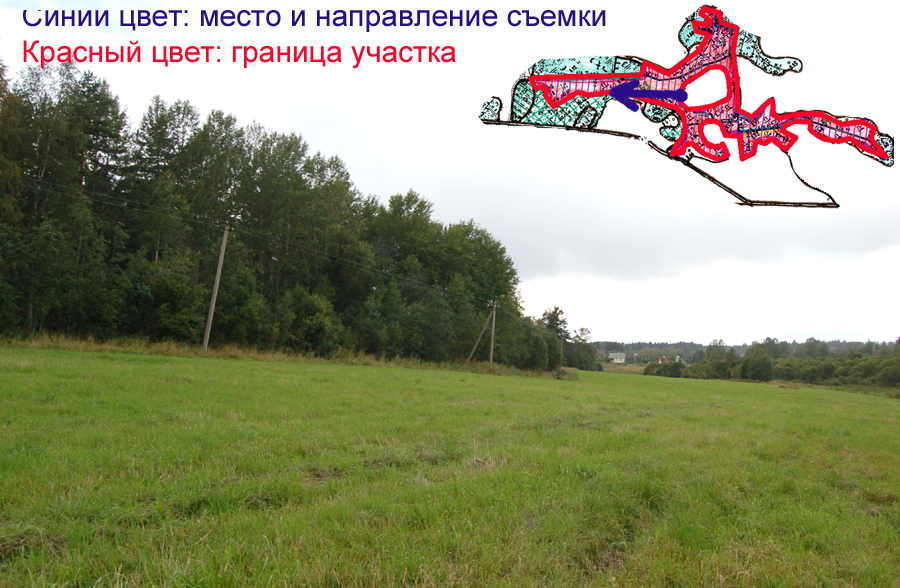 Синий цвет: место и направление съемки
Красный цвет: граница участка